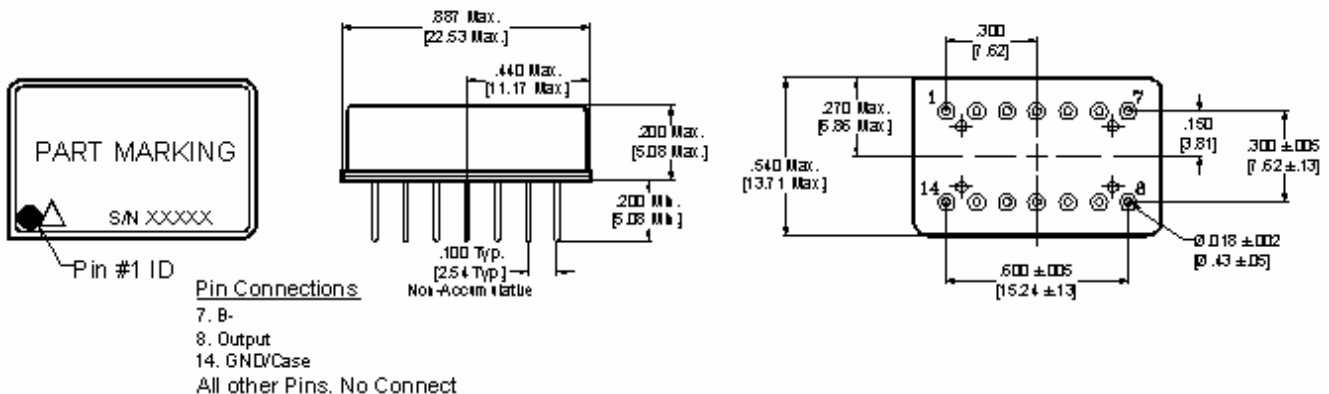 PART MARKING
S/N XXXXX
Pin #1 ID
.887 Max.
[22.53 Max.]
.440 Max.
[11.17 Max.]
.200 Max.
[5.08 Max.]
.200 Min.
[5.08 Min.]
.100 Typ.
[2.54 Typ.]
Non-Accumulative
.300
[7.62]
1
7
.270 Max.
[6.86 Max.]
.540 Max.
[13.71 Max.]
.150
[3.81]
.300 ±.005
[7.62 ±.13]
14
8
Ø.018 ±.002
[Ø.43 ±.05]
.600 ±.005
[15.24 ±.13]
Pin Connections
7. B-
8. Output
14. GND/Case
All other Pins. No Connect